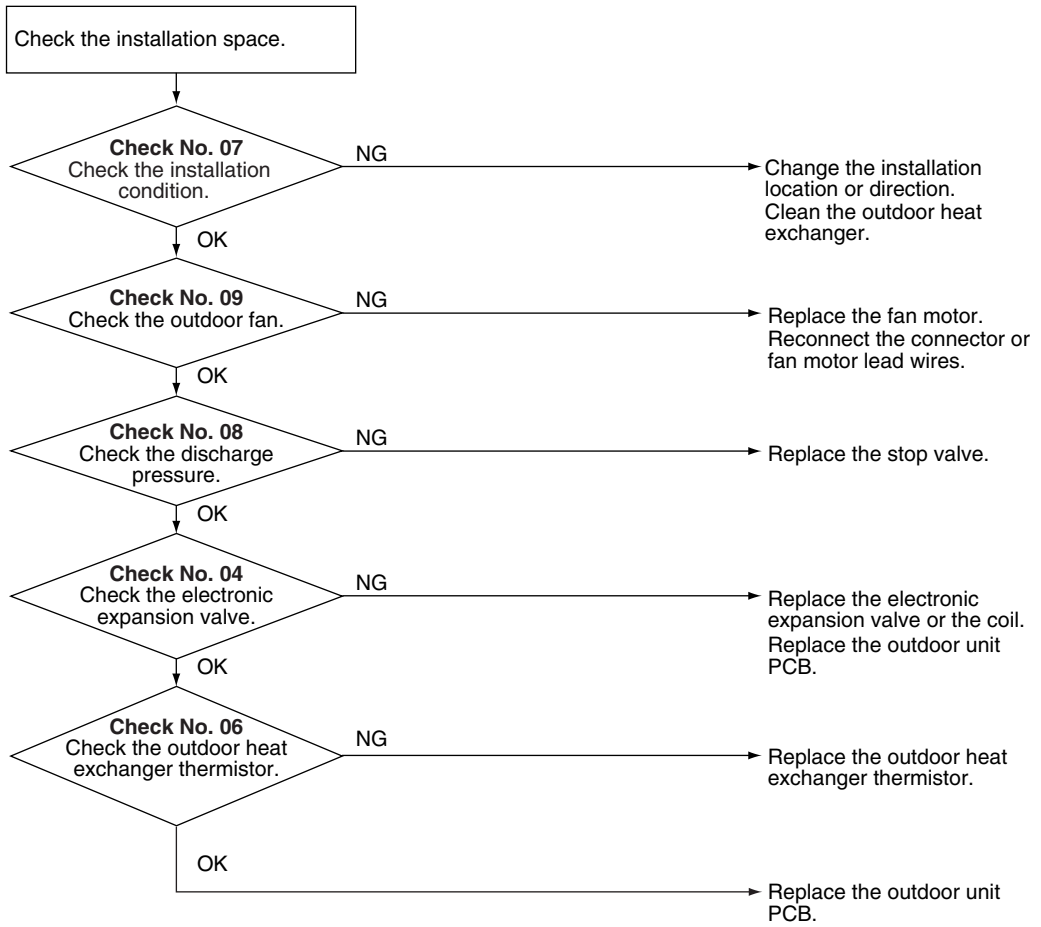 Check the installation space.
Check No. 07
Check the installation
condition.
NG
Change the installation
location or direction.
Clean the outdoor heat
exchanger.
OK
Check No. 09
Check the outdoor fan.
NG
Replace the fan motor.
Reconnect the connector or
fan motor lead wires.
OK
Check No. 08
Check the discharge
pressure.
NG
Replace the stop valve.
OK
Check No. 04
Check the electronic
expansion valve.
NG
Replace the electronic
expansion valve or the coil.
Replace the outdoor unit
PCB.
OK
Check No. 06
Check the outdoor heat
exchanger thermistor.
NG
Replace the outdoor heat
exchanger thermistor.
OK
Replace the outdoor unit
PCB.